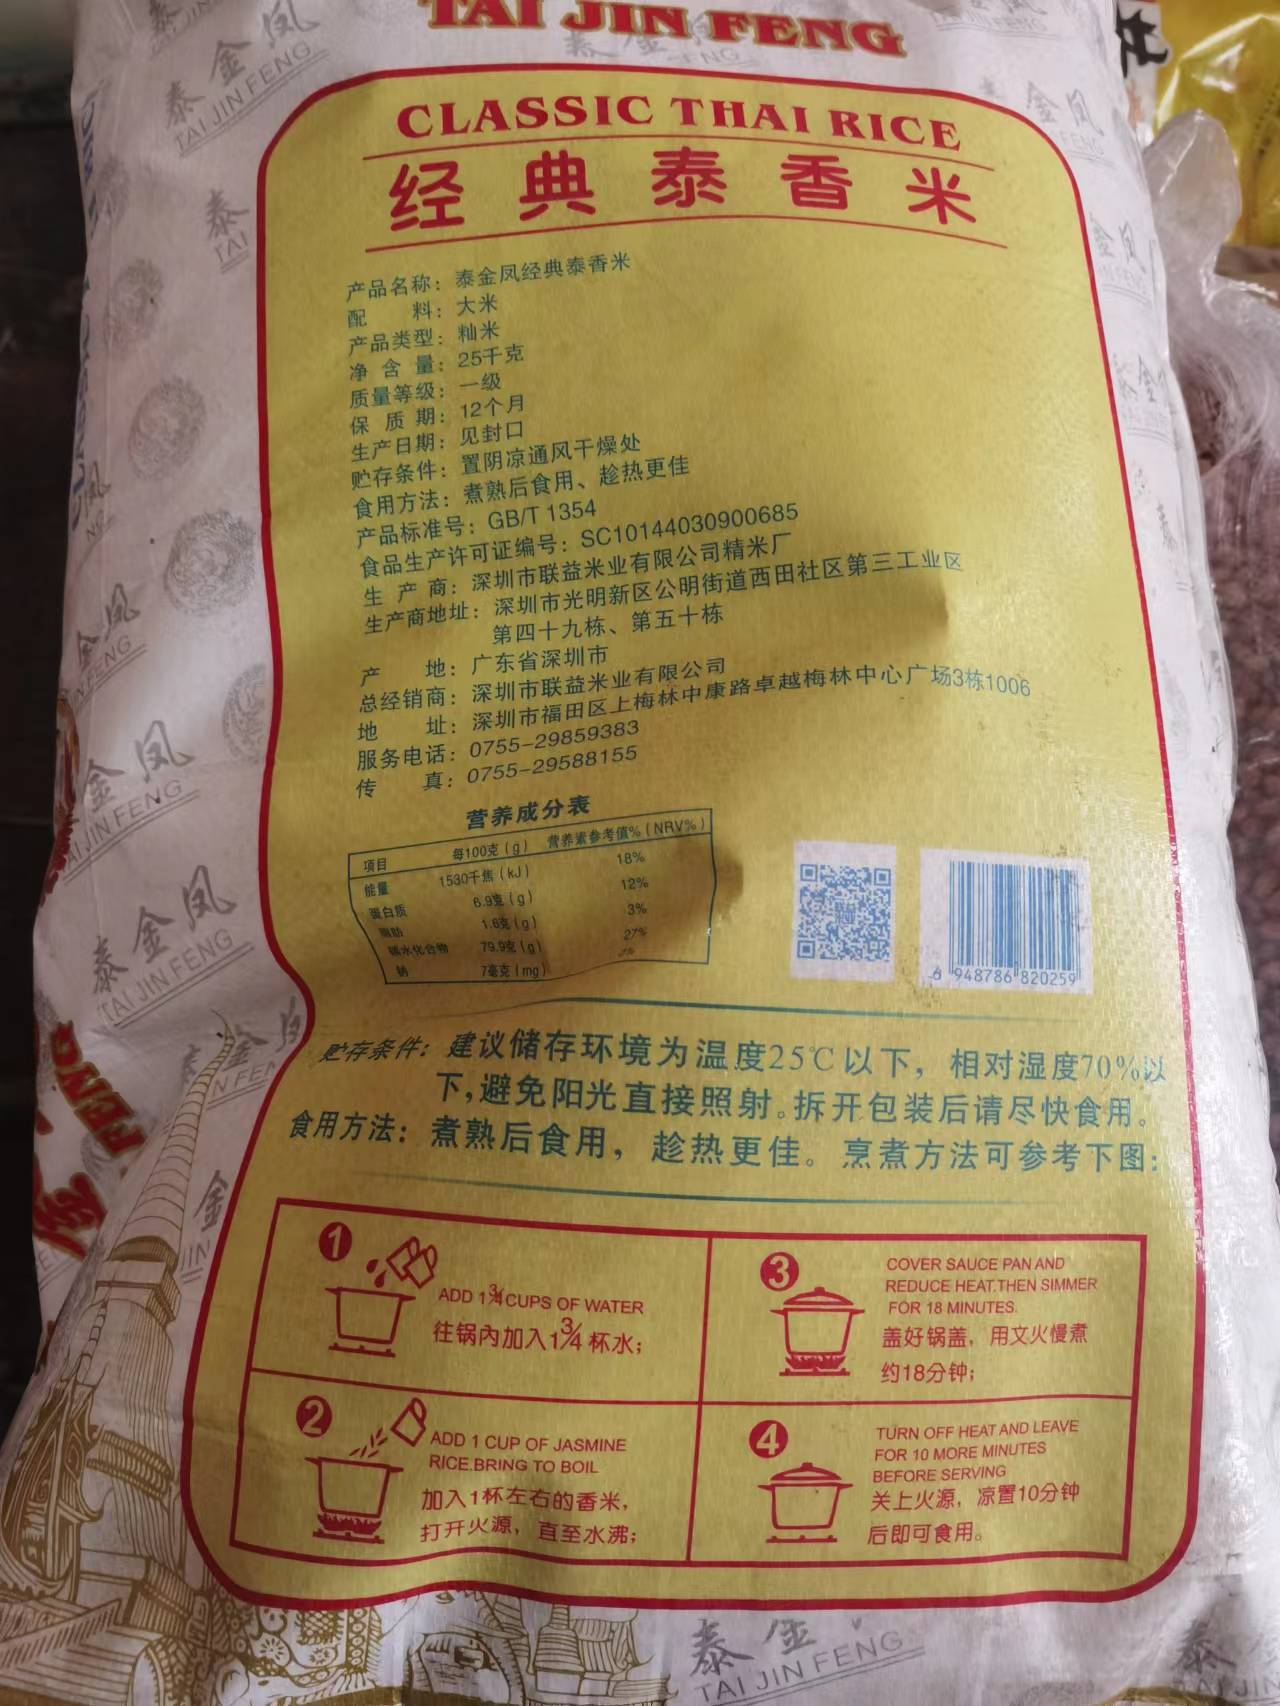 TAI JIN FENG
CLASSIC THAI RICE
经典泰香米
产品名称：泰金凤经典泰香米
配 料：大米
产品类型：籼米
净含量：25千克
质量等级：一级
保质期：12个月
生产日期：见封口
贮存条件：置阴凉通风干燥处
食用方法：煮熟后食用、趁热更佳
产品标准号：GB/T 1354
食品生产许可证编号：SC10144030900685
生产商：深圳市联益米业有限公司精米厂
生产商地址：深圳市光明新区公明街道西田社区第三工业区
第四十九栋、第五十栋
产 地：广东省深圳市
总经销商：深圳市联益米业有限公司
地 址：深圳市福田区上梅林中康路卓越梅林中心广场3栋1006
服务电话：0755-29859383
传 真：0755-29588155
营养成分表
项目 每100克（g） 营养素参考值%（NRV%）
能量 1530千焦（kJ） 18%
蛋白质 6.9克（g） 12%
脂肪 1.6克（g） 3%
碳水化合物 79.9克（g） 27%
钠 7毫克（mg） 0%
6 948786 820259
贮存条件：建议储存环境为温度25℃以下，相对湿度70%以
下，避免阳光直接照射。拆开包装后请尽快食用。
食用方法：煮熟后食用，趁热更佳。烹煮方法可参考下图：
1
ADD 1 3/4 CUPS OF WATER
往锅内加入1 3/4 杯水；
2
ADD 1 CUP OF JASMINE
RICE.BRING TO BOIL
加入1杯左右的香米，
打开火源，直至水沸；
3
COVER SAUCE PAN AND
REDUCE HEAT.THEN SIMMER
FOR 18 MINUTES.
盖好锅盖，用文火慢煮
约18分钟；
4
TURN OFF HEAT AND LEAVE
FOR 10 MORE MINUTES
BEFORE SERVING
关上火源，凉置10分钟
后即可食用。
泰金凤
TAI JIN FENG